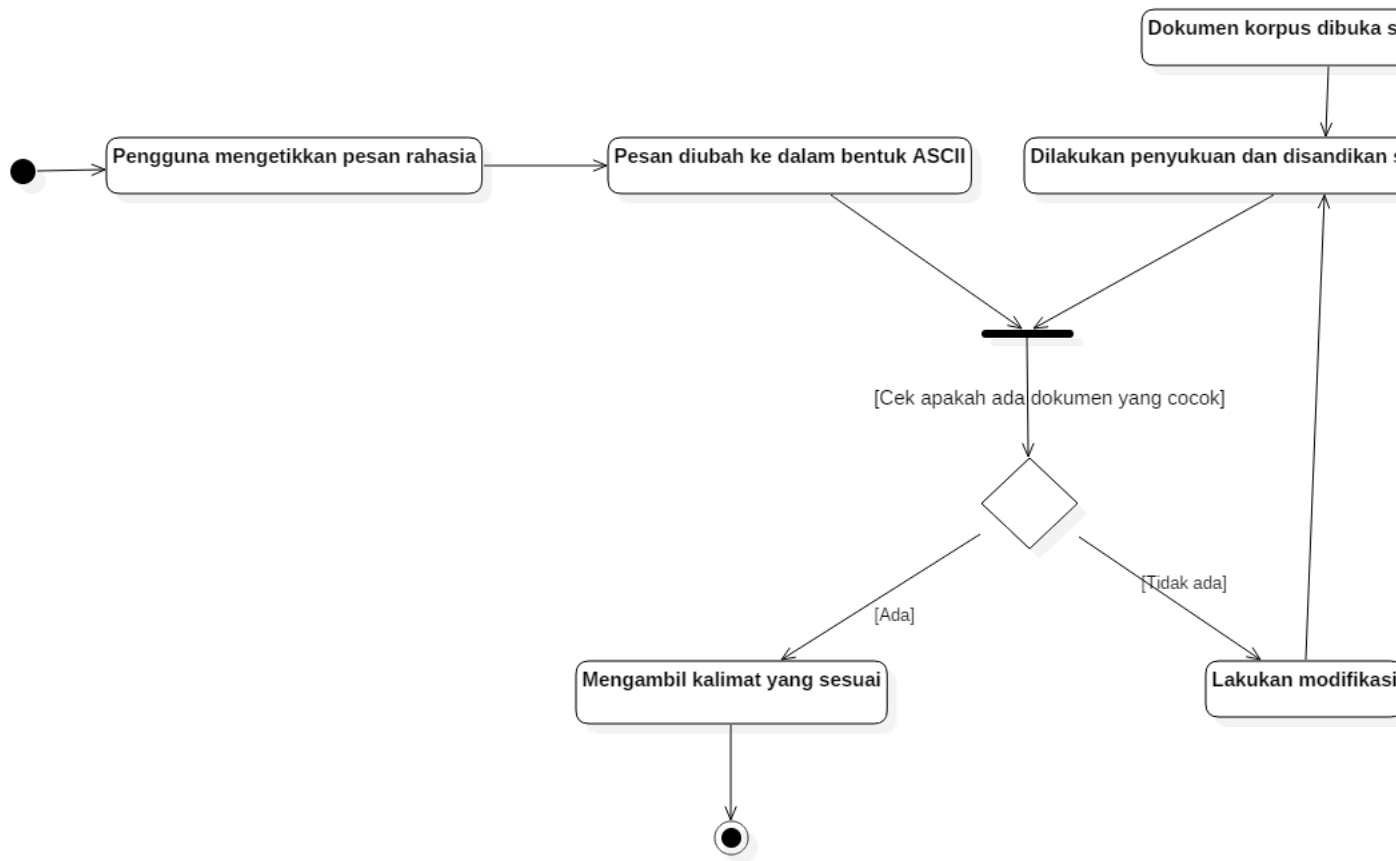 Dokumen korpus dibuka s
Pengguna mengetikkan pesan rahasia
Pesan diubah ke dalam bentuk ASCII
Dilakukan penyukuan dan disandikan s
[Cek apakah ada dokumen yang cocok]
[Tidak ada]
[Ada]
Mengambil kalimat yang sesuai
Lakukan modifikasi